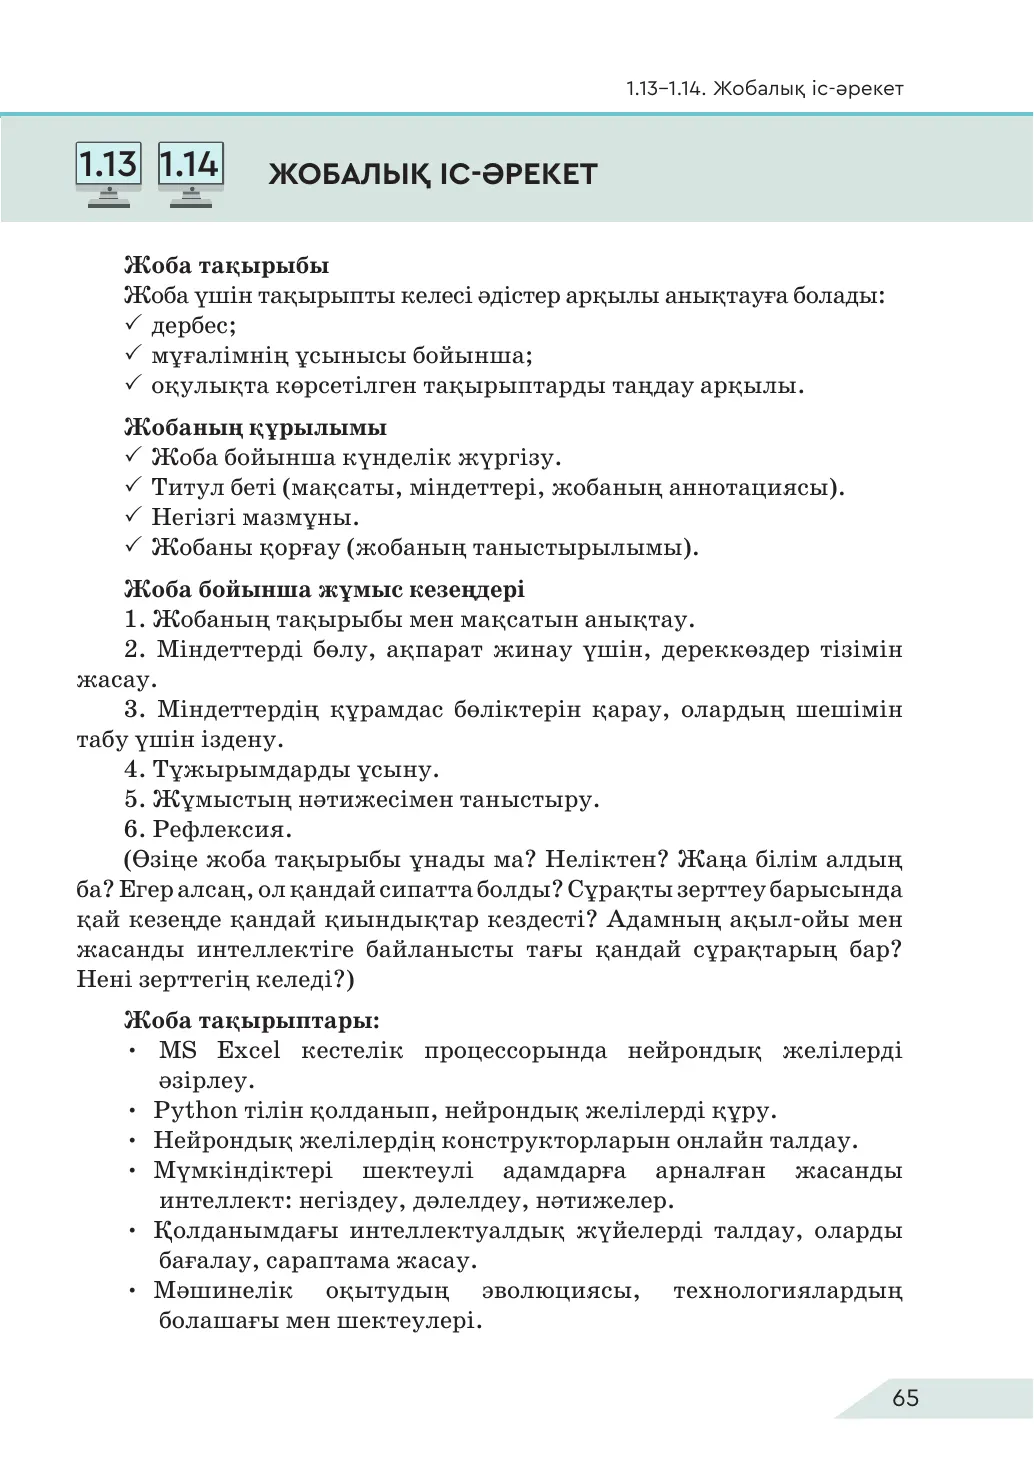 1.13–1.14. Жобалық іс-әрекет
1.13 1.14 ЖОБАЛЫҚ ІС-ӘРЕКЕТ
Жоба тақырыбы
Жоба үшін тақырыпты келесі әдістер арқылы анықтауға болады:
✓ дербес;
✓ мұғалімнің ұсынысы бойынша;
✓ оқулықта көрсетілген тақырыптарды таңдау арқылы.
Жобаның құрылымы
✓ Жоба бойынша күнделік жүргізу.
✓ Титул беті (мақсаты, міндеттері, жобаның аннотациясы).
✓ Негізгі мазмұны.
✓ Жобаны қорғау (жобаның таныстырылымы).
Жоба бойынша жұмыс кезеңдері
1. Жобаның тақырыбы мен мақсатын анықтау.
2. Міндеттерді бөлу, ақпарат жинау үшін, дереккөздер тізімін
жасау.
3. Міндеттердің құрамдас бөліктерін қарау, олардың шешімін
табу үшін іздену.
4. Тұжырымдарды ұсыну.
5. Жұмыстың нәтижесімен таныстыру.
6. Рефлексия.
(Өзіңе жоба тақырыбы ұнады ма? Неліктен? Жаңа білім алдың
ба? Егер алсаң, ол қандай сипатта болды? Сұрақты зерттеу барысында
қай кезеңде қандай қиындықтар кездесті? Адамның ақыл-ойы мен
жасанды интеллектіге байланысты тағы қандай сұрақтарың бар?
Нені зерттегің келеді?)
Жоба тақырыптары:
• MS Excel кестелік процессорында нейрондық желілерді
әзірлеу.
• Python тілін қолданып, нейрондық желілерді құру.
• Нейрондық желілердің конструкторларын онлайн талдау.
• Мүмкіндіктері шектеулі адамдарға арналған жасанды
интеллект: негіздеу, дәлелдеу, нәтижелер.
• Қолданымдағы интеллектуалдық жүйелерді талдау, оларды
бағалау, сараптама жасау.
• Мәшинелік оқытудың эволюциясы, технологиялардың
болашағы мен шектеулері.
65